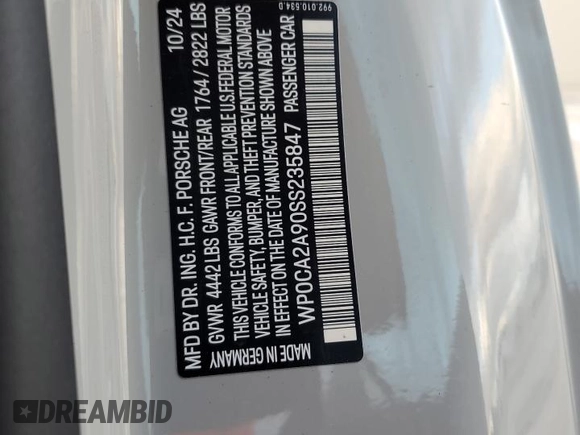 MFD BY DR. ING. H.C. F. PORSCHE AG 10/24
GVWR 4442 LBS GAWR FRONT/REAR 1764 / 2822 LBS
THIS VEHICLE CONFORMS TO ALL APPLICABLE U.S. FEDERAL MOTOR
VEHICLE SAFETY, BUMPER, AND THEFT PREVENTION STANDARDS
IN EFFECT ON THE DATE OF MANUFACTURE SHOWN ABOVE
WP0CA2A90SS235847 PASSENGER CAR
MADE IN GERMANY
992.010.534.0
DREAMBID